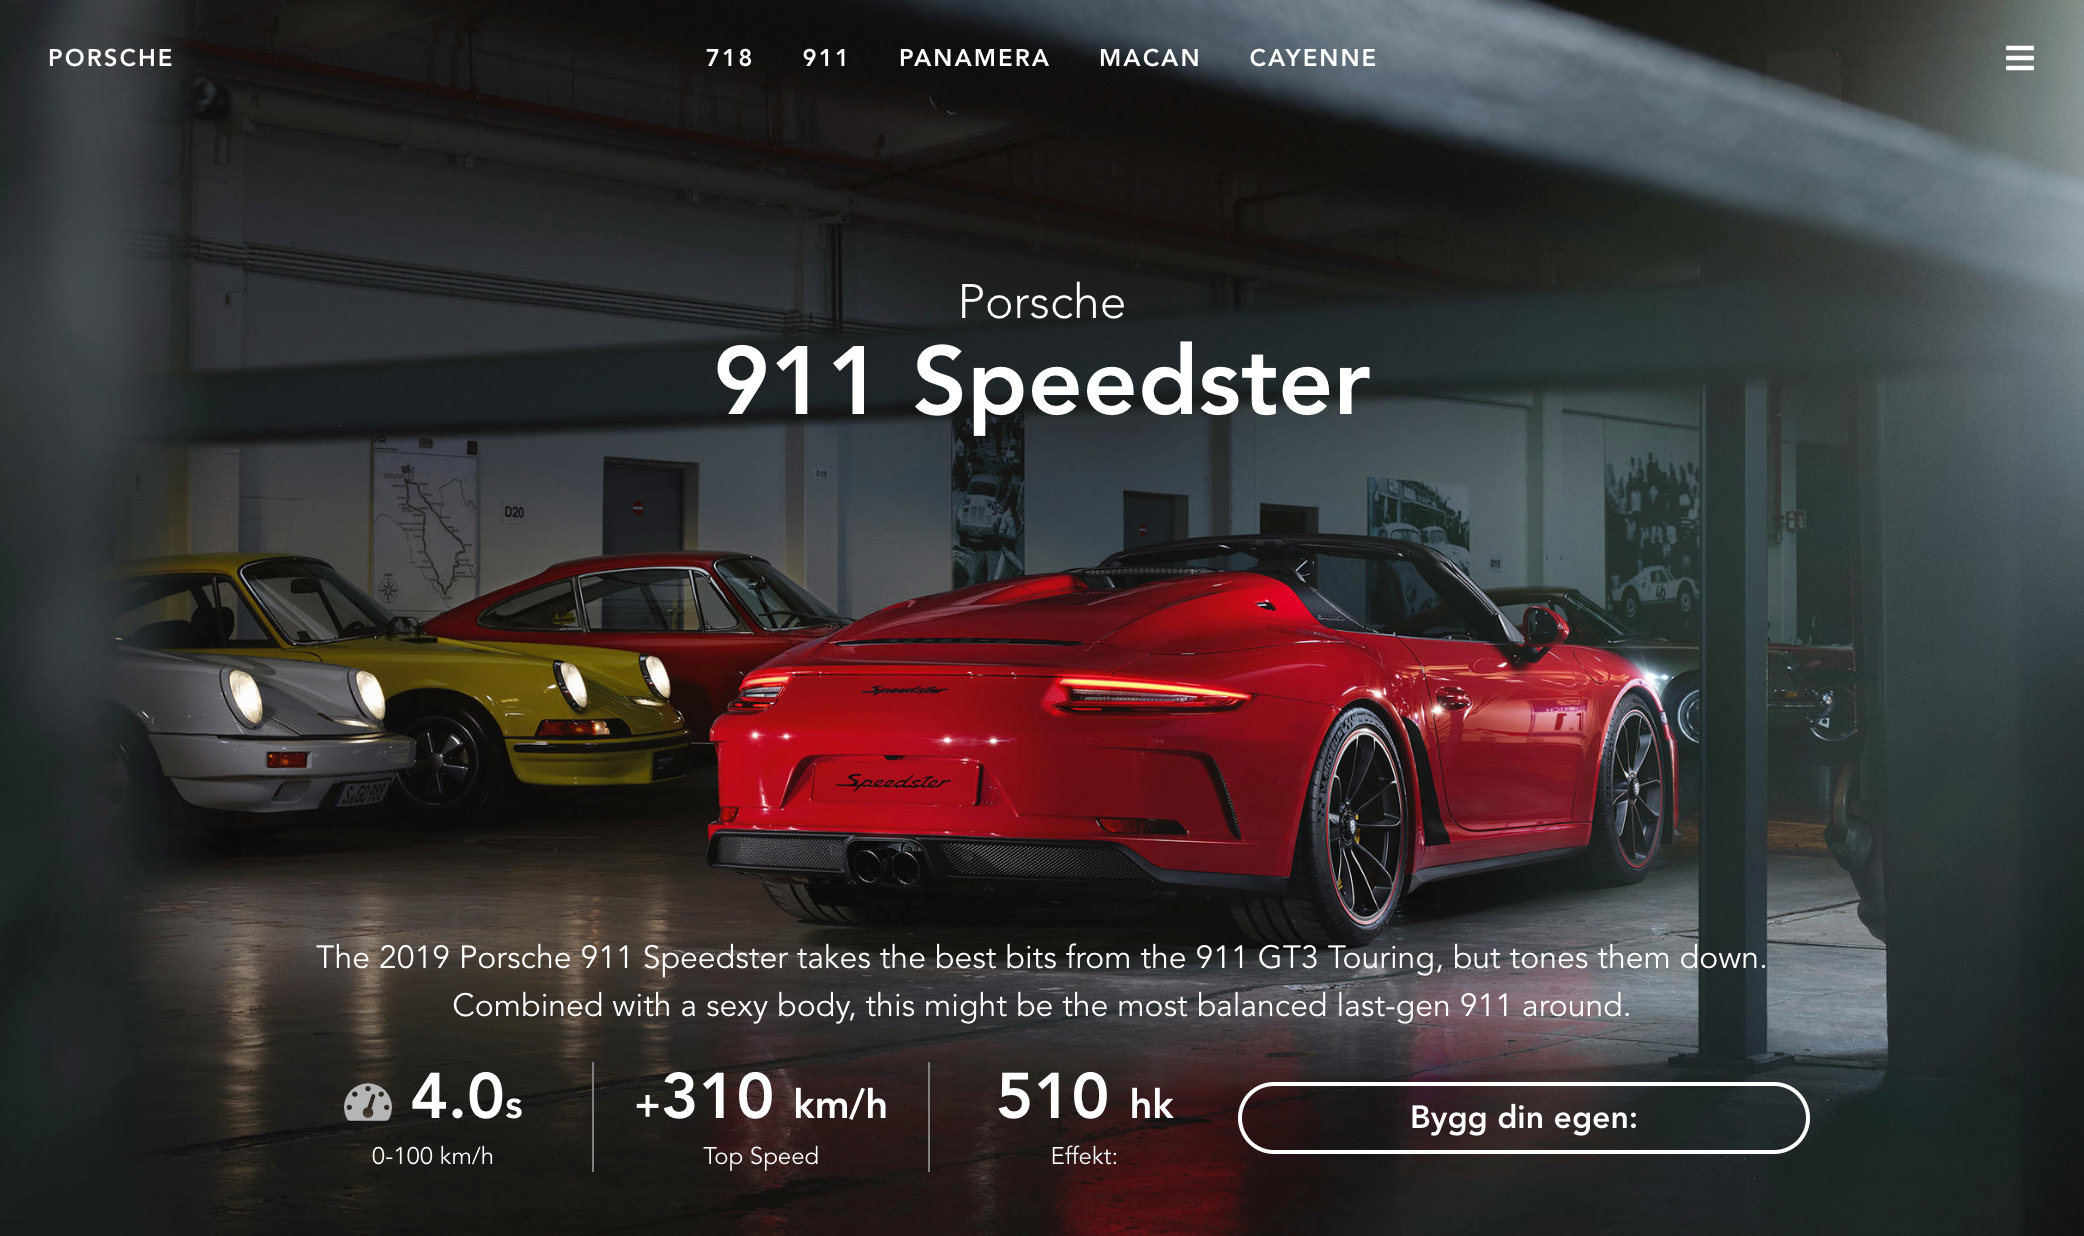 PORSCHE
718 911 PANAMERA MACAN CAYENNE
Porsche
911 Speedster
D20
Speedster
Speedster
The 2019 Porsche 911 Speedster takes the best bits from the 911 GT3 Touring, but tones them down.
Combined with a sexy body, this might be the most balanced last-gen 911 around.
4.0s
0-100 km/h
+310 km/h
Top Speed
510 hk
Effekt:
Bygg din egen: